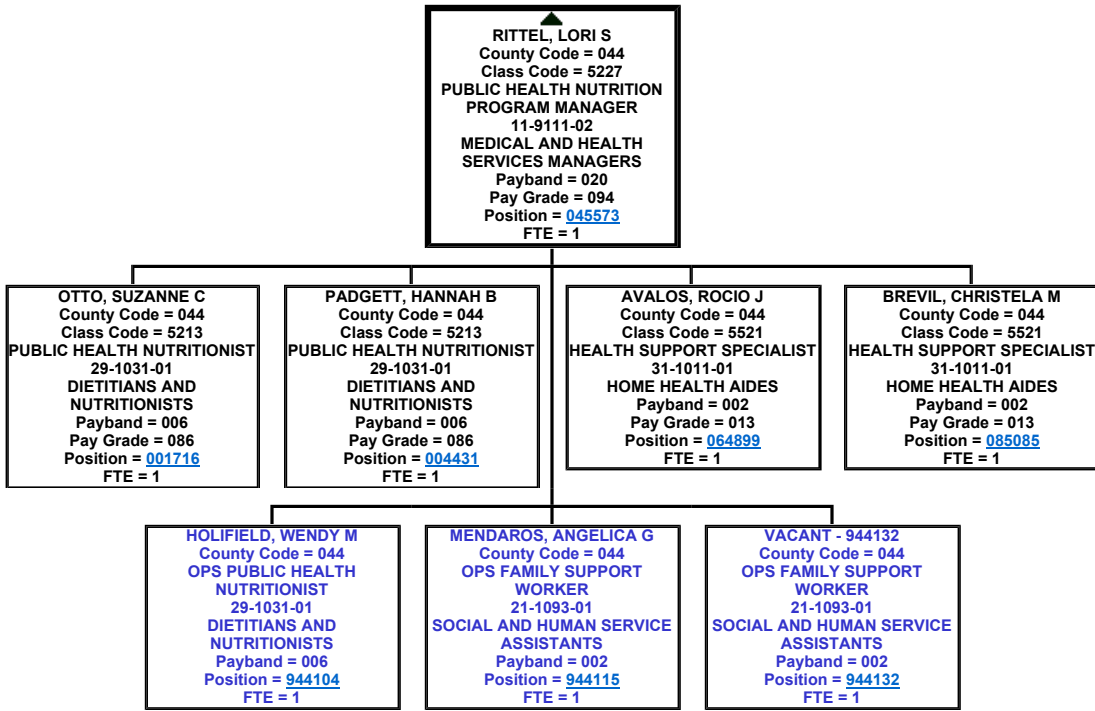 RITTEL, LORI S
County Code = 044
Class Code = 5227
PUBLIC HEALTH NUTRITION
PROGRAM MANAGER
11-9111-02
MEDICAL AND HEALTH
SERVICES MANAGERS
Payband = 020
Pay Grade = 094
Position = 045573
FTE = 1
OTTO, SUZANNE C
County Code = 044
Class Code = 5213
PUBLIC HEALTH NUTRITIONIST
29-1031-01
DIETITIANS AND
NUTRITIONISTS
Payband = 006
Pay Grade = 086
Position = 001716
FTE = 1
PADGETT, HANNAH B
County Code = 044
Class Code = 5213
PUBLIC HEALTH NUTRITIONIST
29-1031-01
DIETITIANS AND
NUTRITIONISTS
Payband = 006
Pay Grade = 086
Position = 004431
FTE = 1
AVALOS, ROCIO J
County Code = 044
Class Code = 5521
HEALTH SUPPORT SPECIALIST
31-1011-01
HOME HEALTH AIDES
Payband = 002
Pay Grade = 013
Position = 064899
FTE = 1
BREVIL, CHRISTELA M
County Code = 044
Class Code = 5521
HEALTH SUPPORT SPECIALIST
31-1011-01
HOME HEALTH AIDES
Payband = 002
Pay Grade = 013
Position = 085085
FTE = 1
HOLIFIELD, WENDY M
County Code = 044
OPS PUBLIC HEALTH
NUTRITIONIST
29-1031-01
DIETITIANS AND
NUTRITIONISTS
Payband = 006
Position = 944104
FTE = 1
MENDAROS, ANGELICA G
County Code = 044
OPS FAMILY SUPPORT
WORKER
21-1093-01
SOCIAL AND HUMAN SERVICE
ASSISTANTS
Payband = 002
Position = 944115
FTE = 1
VACANT - 944132
County Code = 044
OPS FAMILY SUPPORT
WORKER
21-1093-01
SOCIAL AND HUMAN SERVICE
ASSISTANTS
Payband = 002
Position = 944132
FTE = 1